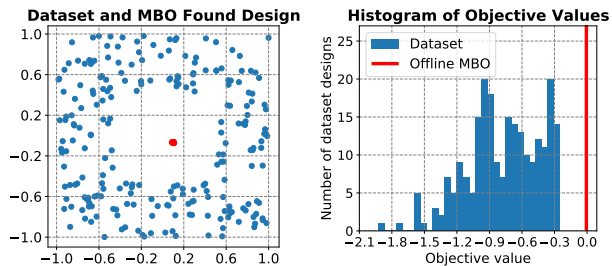 Dataset and MBO Found Design
1.0
0.6
0.2
−0.2
−0.6
−1.0
−1.0 −0.6 −0.2 0.2 0.6 1.0
Histogram of Objective Values
Number of dataset designs
25
20
15
10
5
0
Dataset
Offline MBO
−2.1 −1.8 −1.5 −1.2 −0.9 −0.6 −0.3 0.0
Objective value